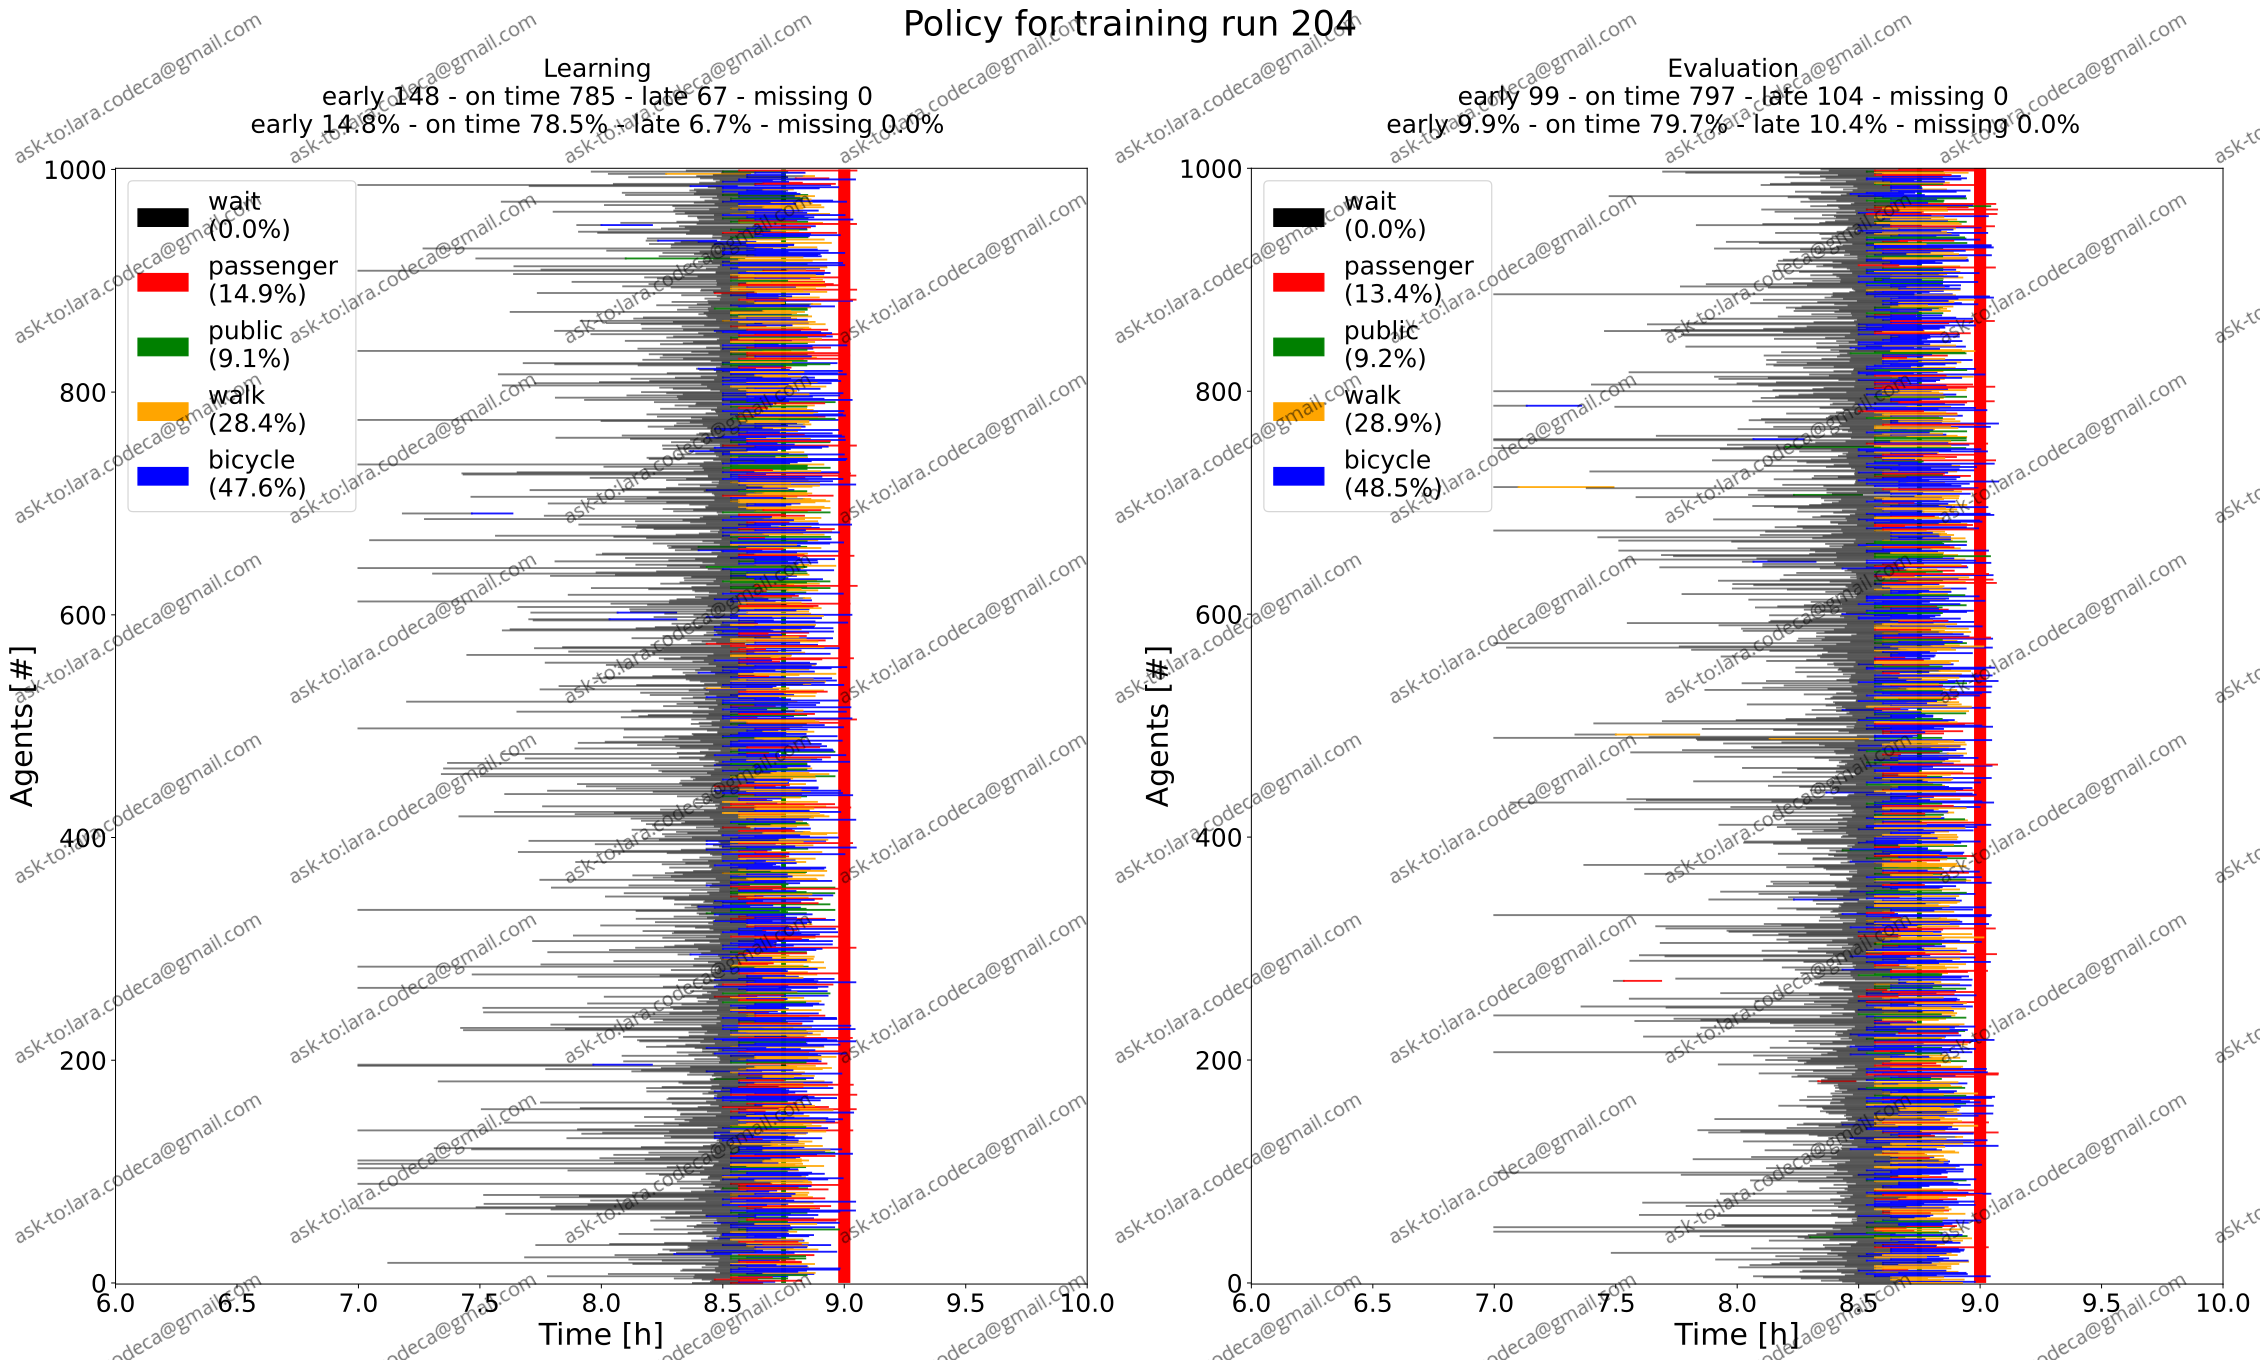 Policy for training run 204
Learning
early 148 - on time 785 - late 67 - missing 0
early 14.8% - on time 78.5% - late 6.7% - missing 0.0%
1000
800
600
400
200
0
Agents [#]
wait
(0.0%)
passenger
(14.9%)
public
(9.1%)
walk
(28.4%)
bicycle
(47.6%)
6.0 6.5 7.0 7.5 8.0 8.5 9.0 9.5 10.0
Time [h]
Evaluation
early 99 - on time 797 - late 104 - missing 0
early 9.9% - on time 79.7% - late 10.4% - missing 0.0%
1000
800
600
400
200
0
Agents [#]
wait
(0.0%)
passenger
(13.4%)
public
(9.2%)
walk
(28.9%)
bicycle
(48.5%)
6.0 6.5 7.0 7.5 8.0 8.5 9.0 9.5 10.0
Time [h]
ask-to:lara.codeca@gmail.com